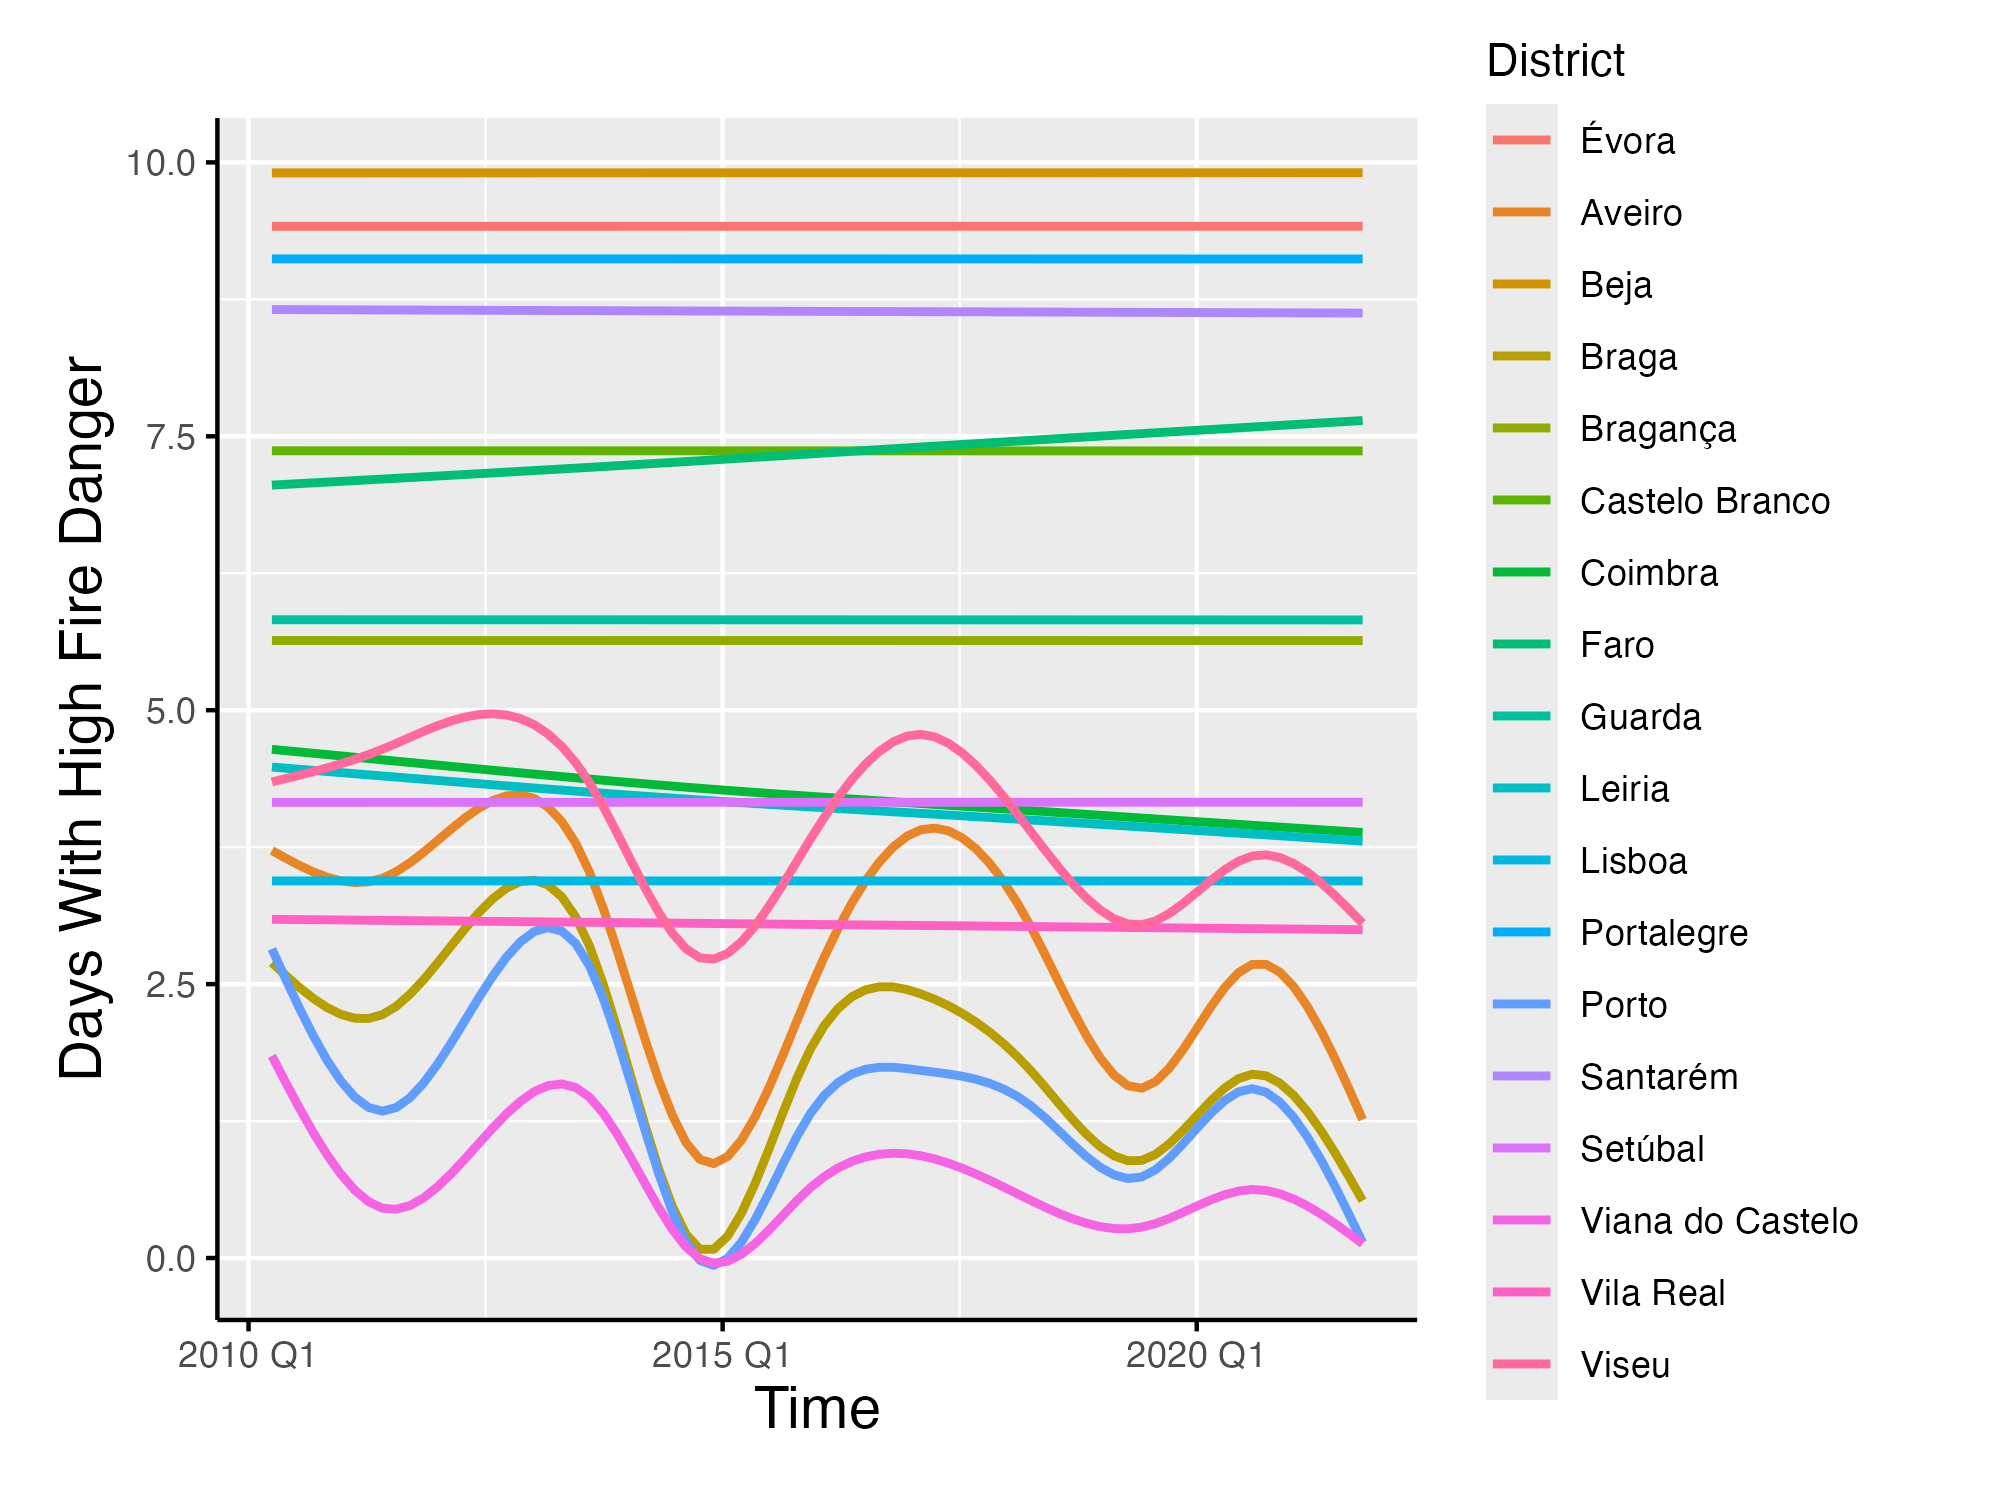 District
Évora
Aveiro
Beja
Braga
Bragança
Castelo Branco
Coimbra
Faro
Guarda
Leiria
Lisboa
Portalegre
Porto
Santarém
Setúbal
Viana do Castelo
Vila Real
Viseu
Days With High Fire Danger
10.0
7.5
5.0
2.5
0.0
2010 Q1 2015 Q1 2020 Q1
Time